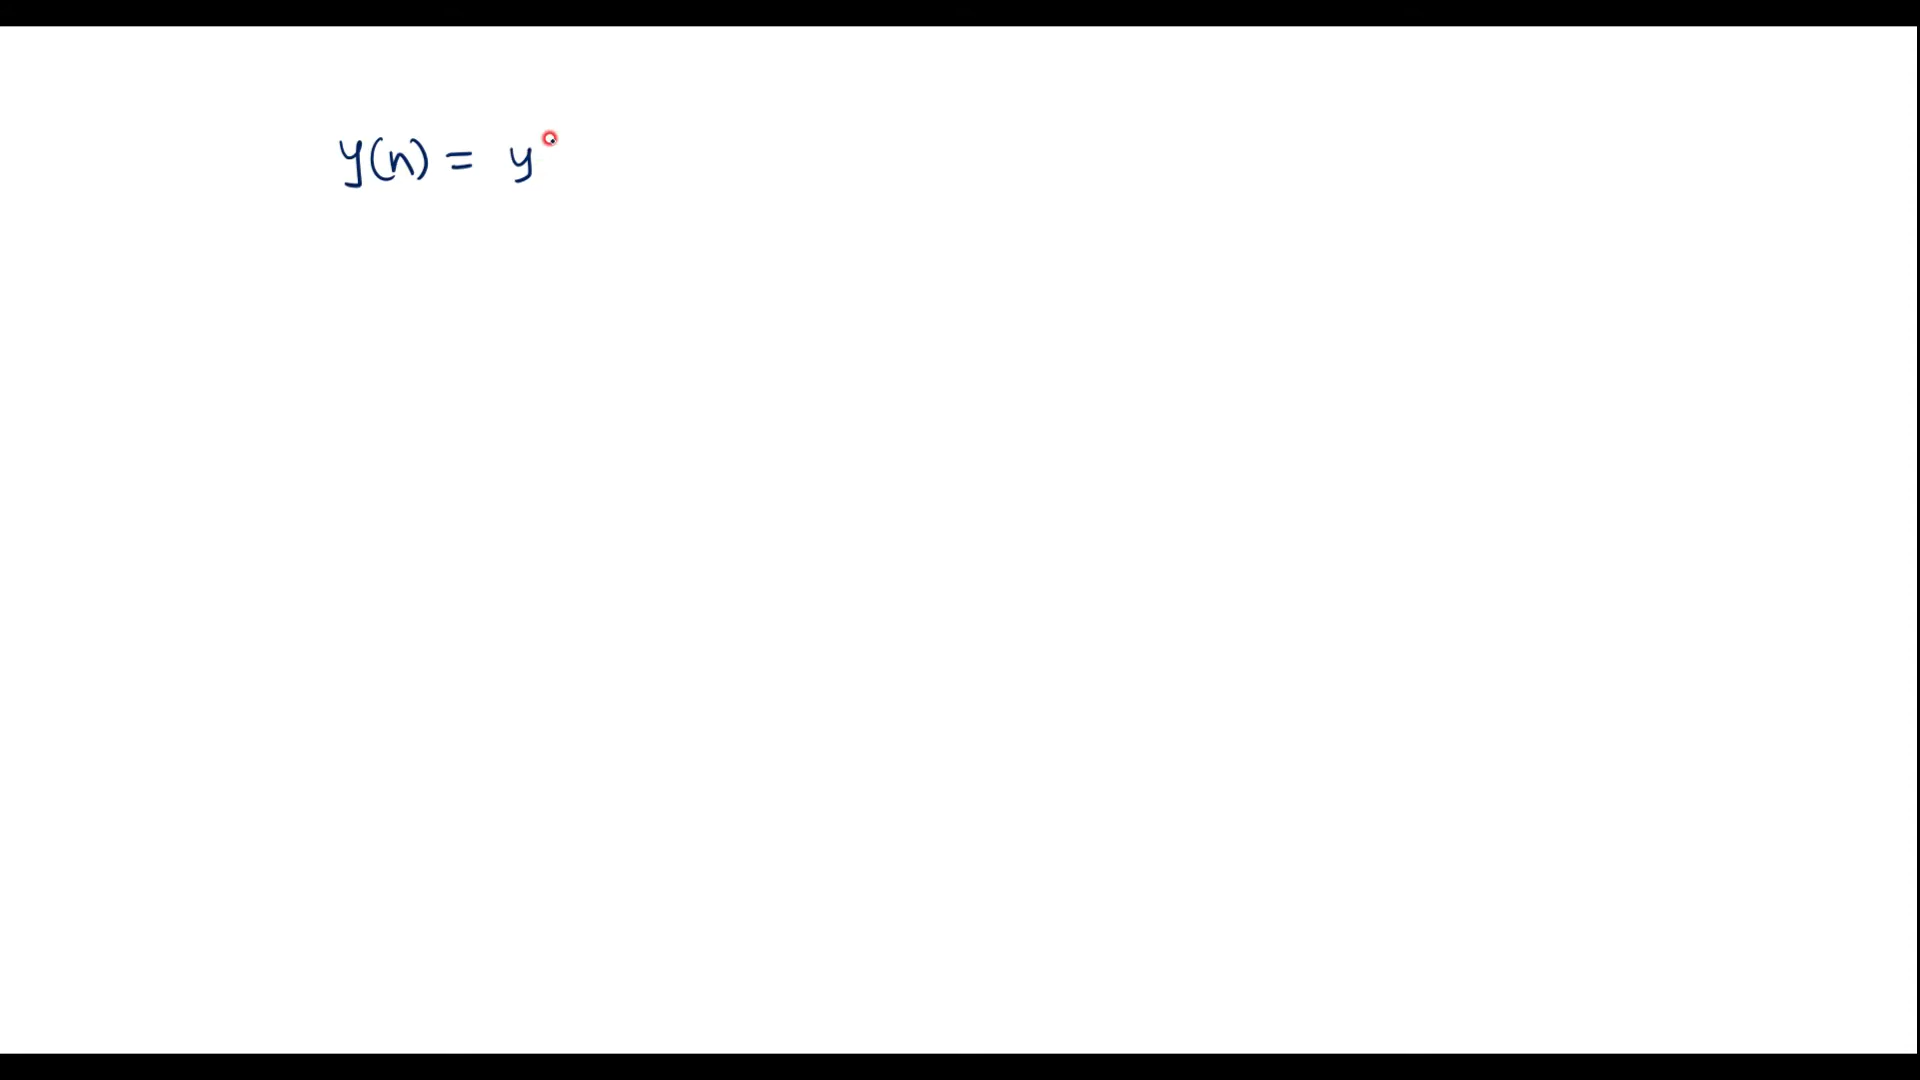 y(n) = y